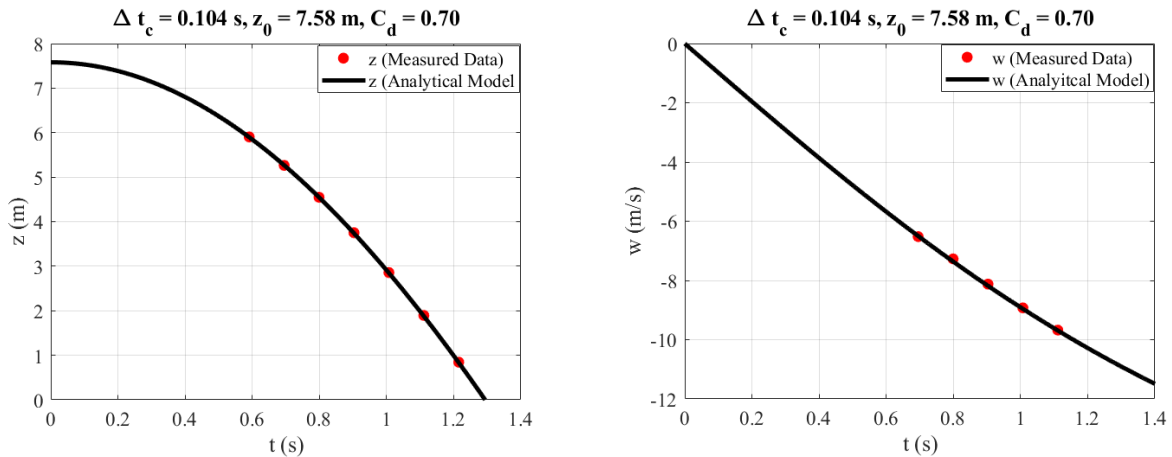 Δ t_c = 0.104 s, z_0 = 7.58 m, C_d = 0.70
z (Measured Data)
z (Analytical Model)
8
7
6
5
4
3
2
1
0
z (m)
0 0.2 0.4 0.6 0.8 1 1.2 1.4
t (s)
Δ t_c = 0.104 s, z_0 = 7.58 m, C_d = 0.70
w (Measured Data)
w (Analyitcal Model)
0
-2
-4
-6
-8
-10
-12
w (m/s)
0 0.2 0.4 0.6 0.8 1 1.2 1.4
t (s)